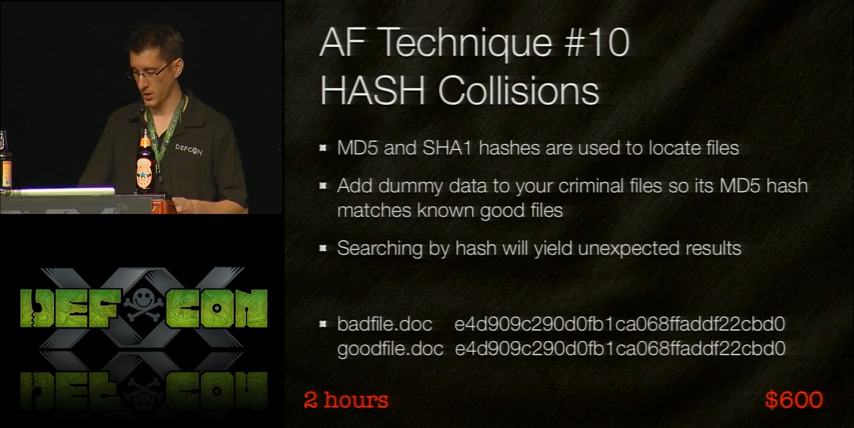 AF Technique #10
HASH Collisions
MD5 and SHA1 hashes are used to locate files
Add dummy data to your criminal files so its MD5 hash
matches known good files
Searching by hash will yield unexpected results
badfile.doc e4d909c290d0fb1ca068ffaddf22cbd0
goodfile.doc e4d909c290d0fb1ca068ffaddf22cbd0
2 hours
$600
DEFCON
DEF CON
XX